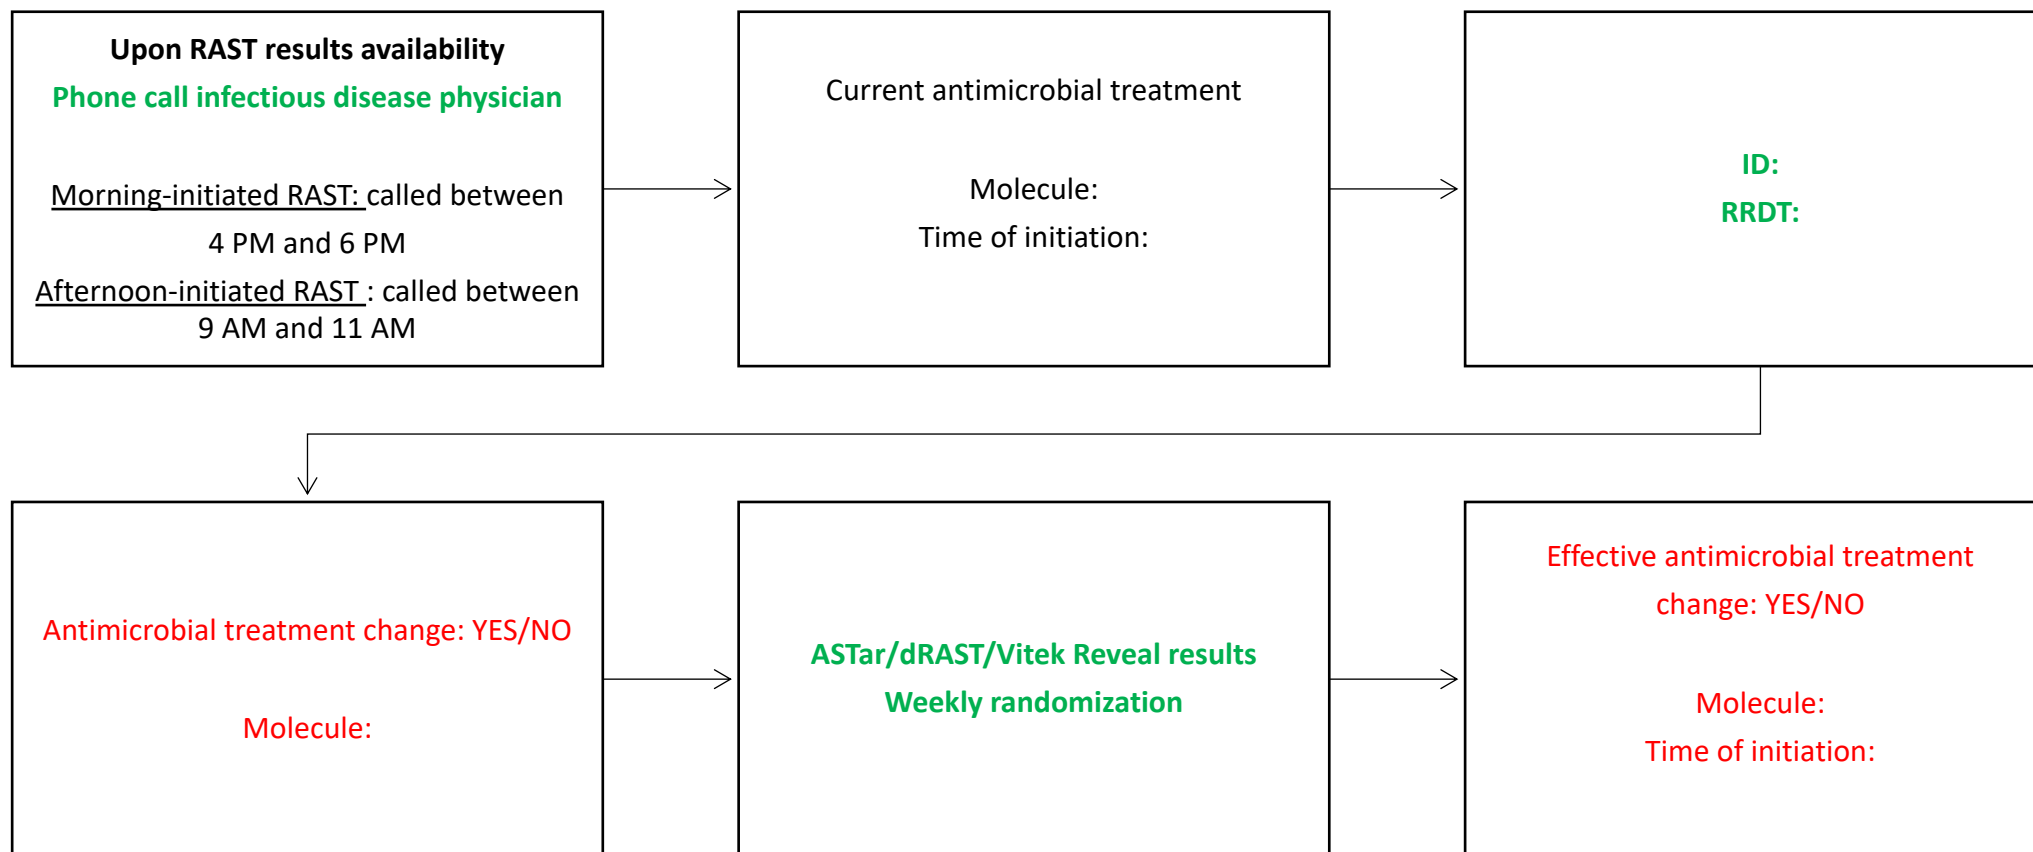 Upon RAST results availability
Phone call infectious disease physician
Morning-initiated RAST: called between
4 PM and 6 PM
Afternoon-initiated RAST : called between
9 AM and 11 AM
Current antimicrobial treatment
Molecule:
Time of initiation:
ID:
RRDT:
Antimicrobial treatment change: YES/NO
Molecule:
ASTar/dRAST/Vitek Reveal results
Weekly randomization
Effective antimicrobial treatment
change: YES/NO
Molecule:
Time of initiation: